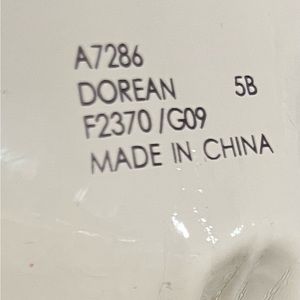 A7286
DOREAN 5B
F2370/G09
MADE IN CHINA